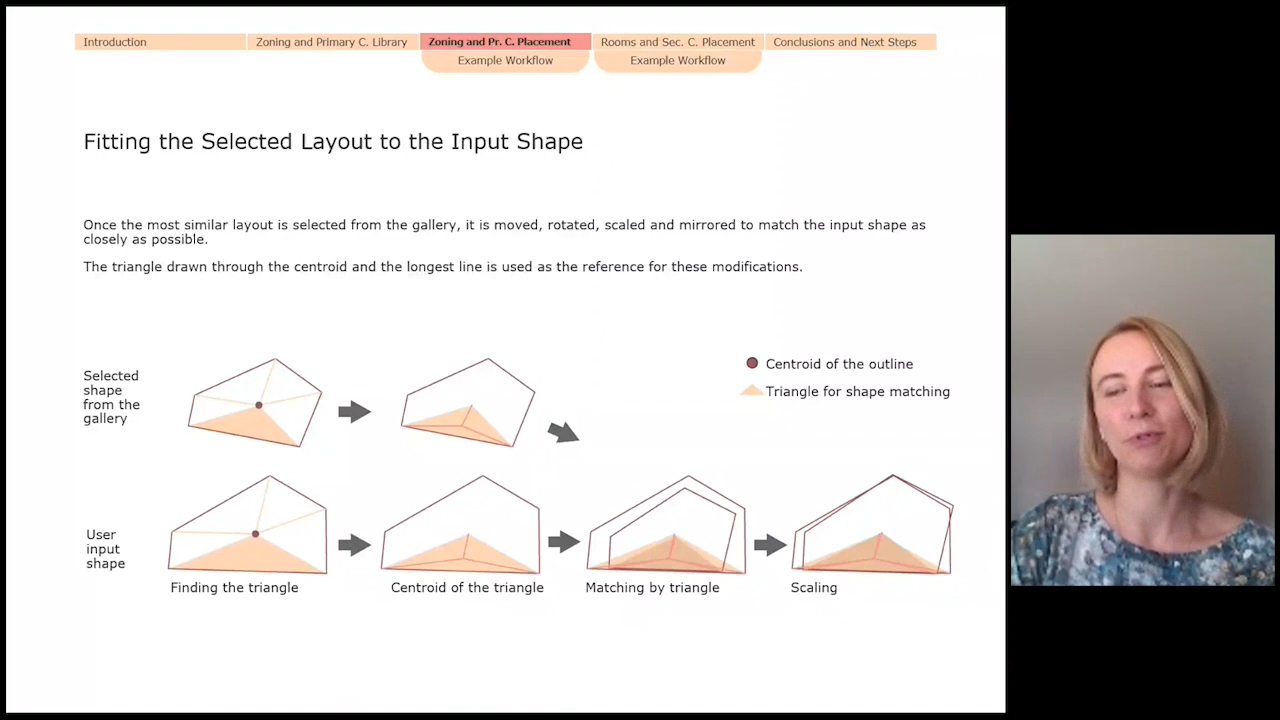 Introduction
Zoning and Primary C. Library
Zoning and Pr. C. Placement
Rooms and Sec. C. Placement
Conclusions and Next Steps
Example Workflow
Example Workflow
Fitting the Selected Layout to the Input Shape
Once the most similar layout is selected from the gallery, it is moved, rotated, scaled and mirrored to match the input shape as
closely as possible.
The triangle drawn through the centroid and the longest line is used as the reference for these modifications.
Selected
shape
from the
gallery
Centroid of the outline
Triangle for shape matching
User
input
shape
Finding the triangle
Centroid of the triangle
Matching by triangle
Scaling